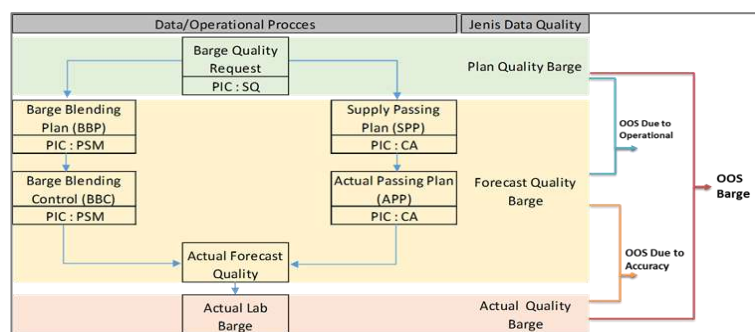 Data/Operational Procces
Jenis Data Quality
Barge Quality
Request
PIC : SQ
Plan Quality Barge
Barge Blending
Plan (BBP)
PIC : PSM
Supply Passing
Plan (SPP)
PIC : CA
OOS Due to
Operational
Barge Blending
Control (BBC)
PIC : PSM
Actual Passing Plan
(APP)
PIC : CA
Forecast Quality
Barge
OOS
Barge
Actual Forecast
Quality
OOS Due to
Accuracy
Actual Lab
Barge
Actual Quality
Barge